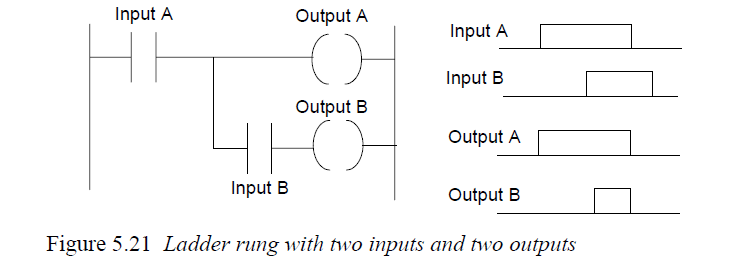 Input A
Output A
Output B
Input B
Input A
Input B
Output A
Output B
Figure 5.21 Ladder rung with two inputs and two outputs